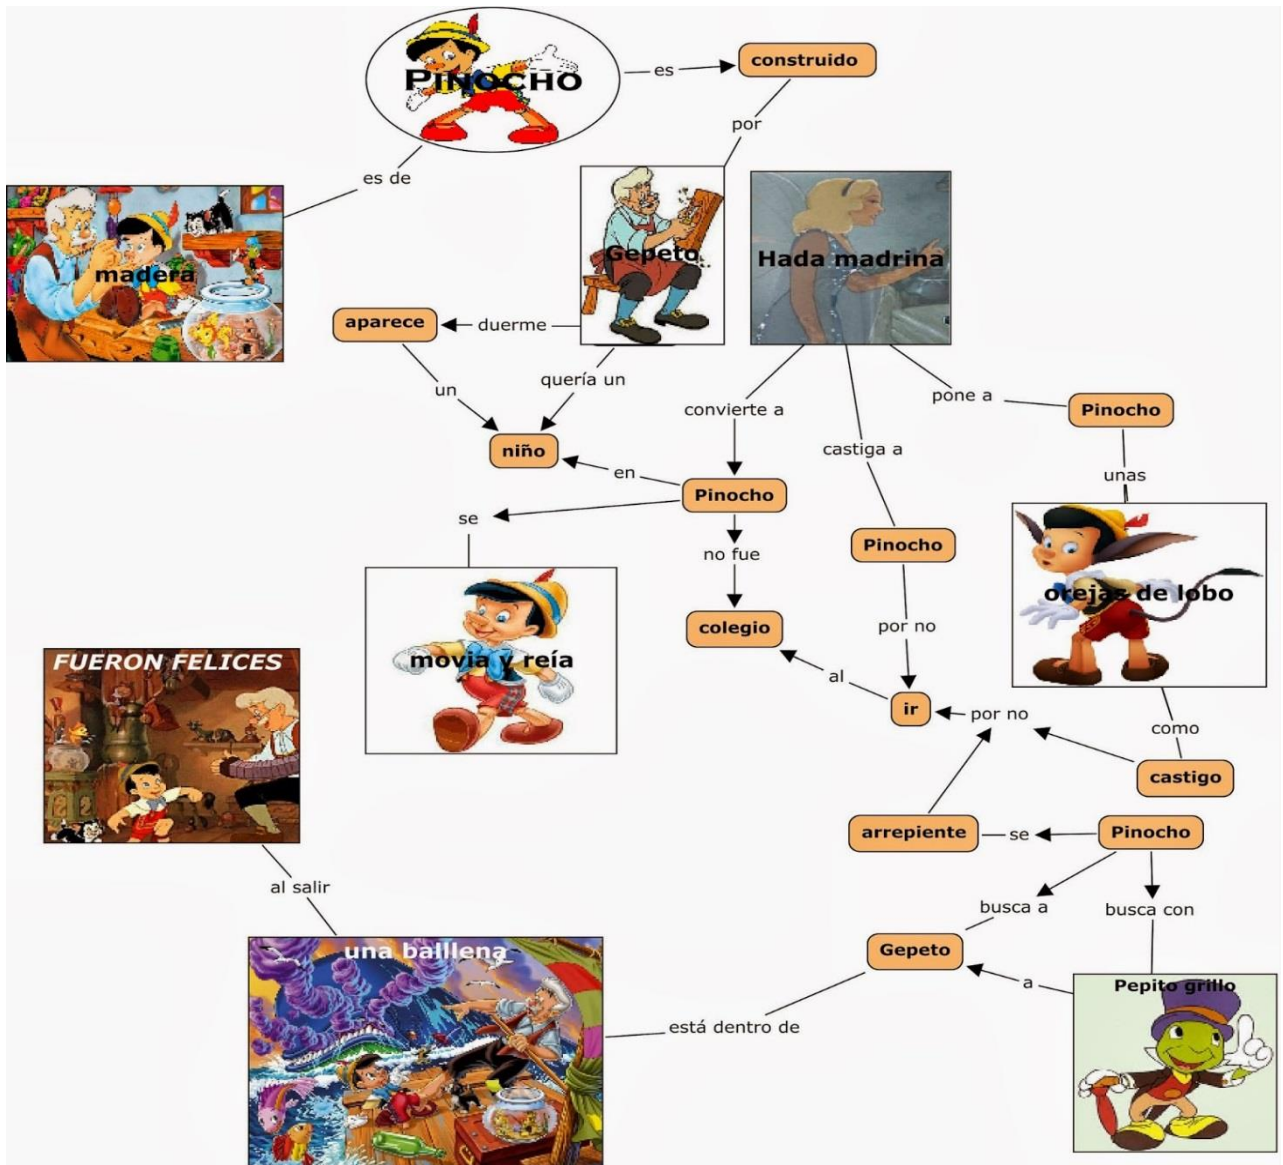 PINOCHO
es
construido
por
es de
madera
Gepeto
Hada madrina
aparece
duerme
un
quería un
niño
en
convierte a
castiga a
pone a
Pinocho
unas
orejas de lobo
Pinocho
se
movia y reía
no fue
colegio
Pinocho
por no
al
ir
por no
como
castigo
arrepiente
se
Pinocho
busca a
busca con
Gepeto
a
Pepito grillo
está dentro de
una balllena
al salir
FUERON FELICES